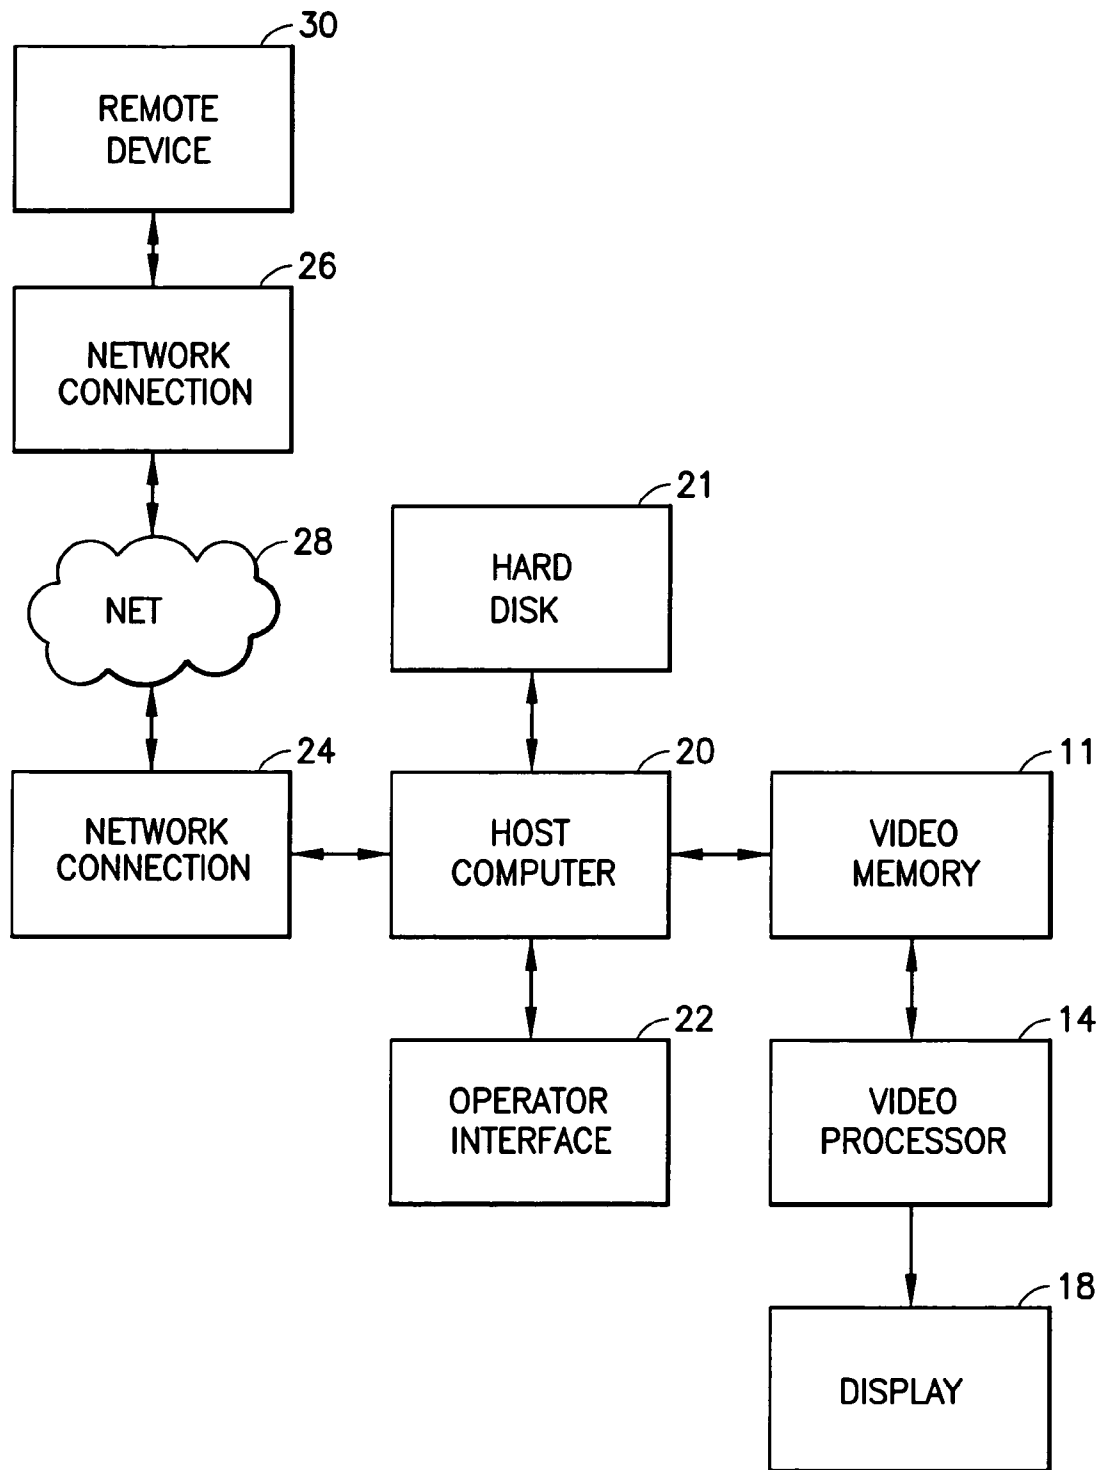 30
REMOTE
DEVICE
26
NETWORK
CONNECTION
28
NET
21
HARD
DISK
24
NETWORK
CONNECTION
20
HOST
COMPUTER
11
VIDEO
MEMORY
22
OPERATOR
INTERFACE
14
VIDEO
PROCESSOR
18
DISPLAY